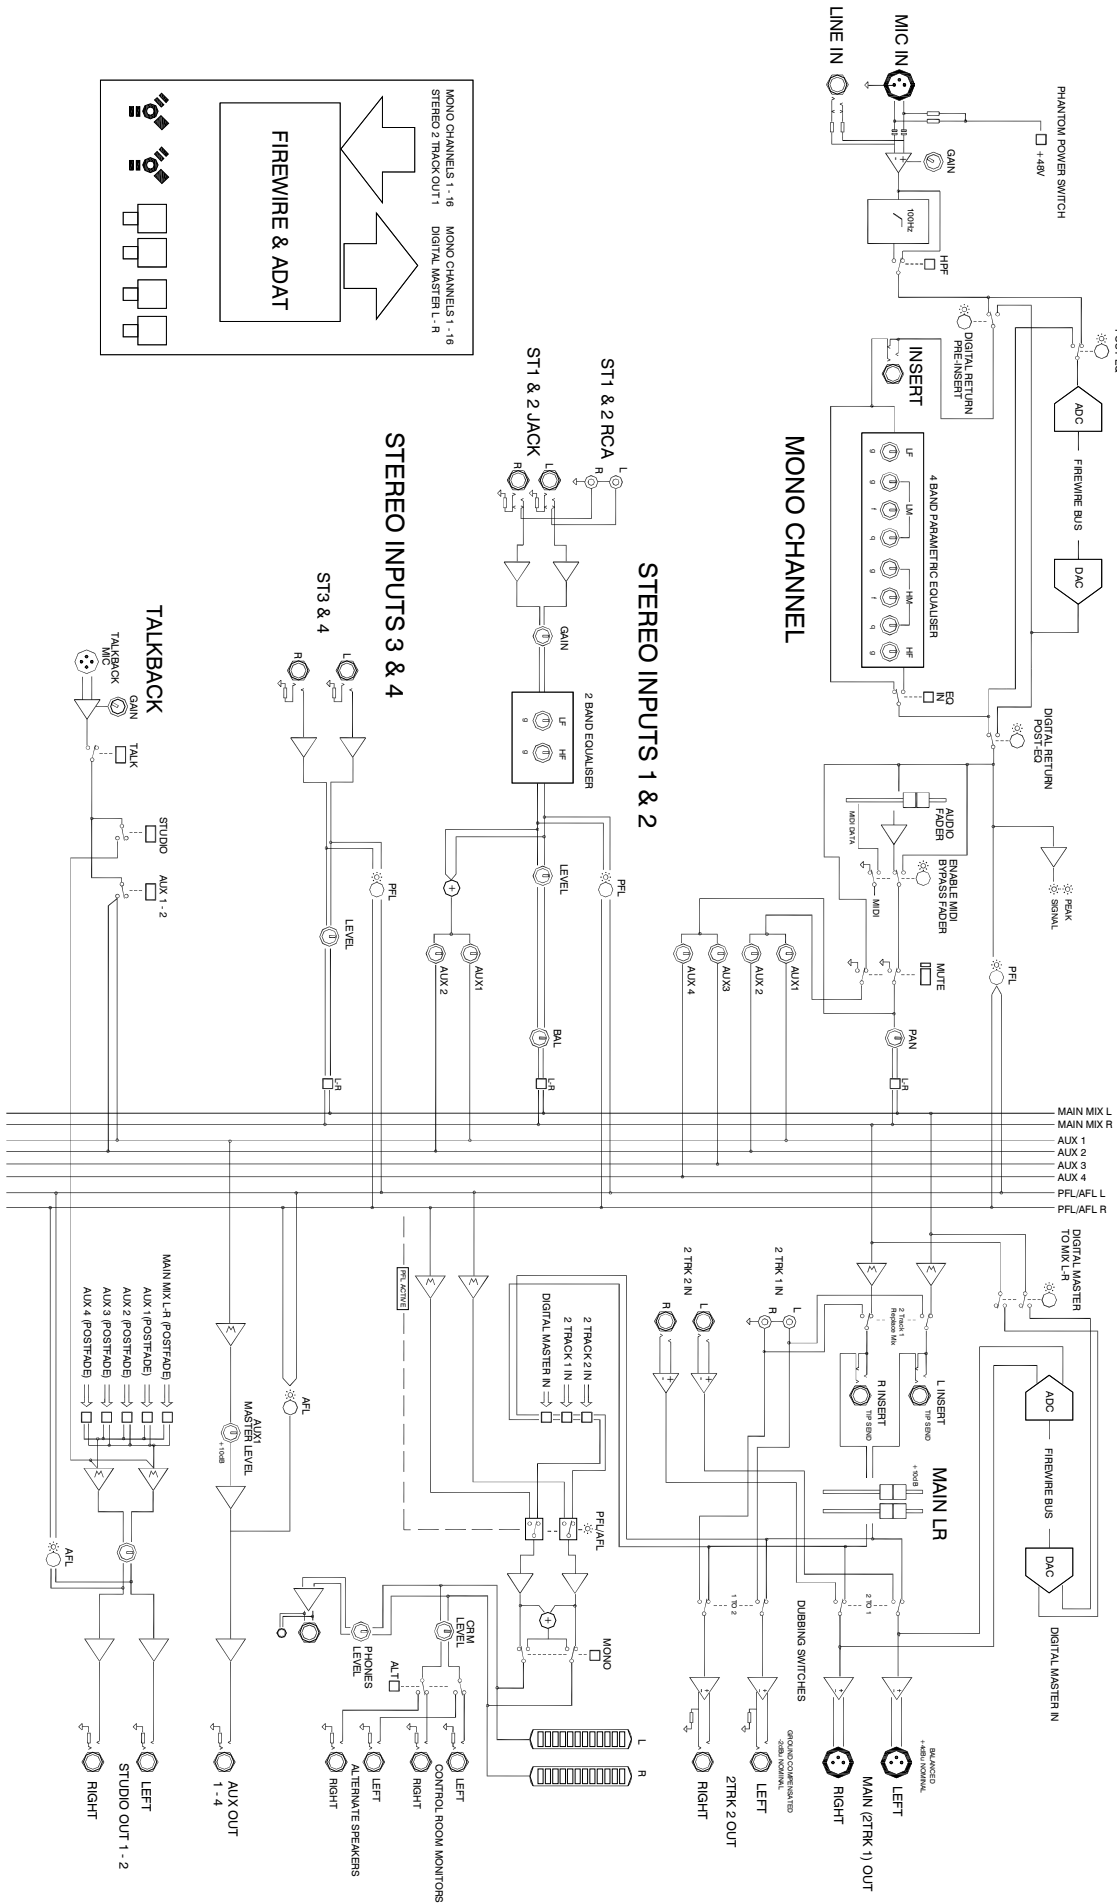 PHANTOM POWER SWITCH
+48V
MIC IN
LINE IN
GAIN
100Hz
HPF
DIGITAL RETURN
PRE-INSERT
INSERT
ADC
FIREWIRE BUS
DAC
4 BAND PARAMETRIC EQUALISER
LF
LM
HM
HF
g
g
f
q
g
f
q
g
EQ
IN
MONO CHANNEL
DIGITAL RETURN
POST-EQ
AUDIO
FADER
MIDI DATA
ENABLE MIDI
BYPASS FADER
MIDI
PEAK
SIGNAL
MUTE
PFL
PAN
L-R
AUX1
AUX 2
AUX3
AUX 4
STEREO INPUTS 1 & 2
ST1 & 2 RCA
L
R
ST1 & 2 JACK
L
R
GAIN
2 BAND EQUALISER
LF
HF
g
g
PFL
LEVEL
AUX1
AUX 2
BAL
L-R
STEREO INPUTS 3 & 4
ST3 & 4
L
R
PFL
LEVEL
L-R
MONO CHANNELS 1 - 16
STEREO 2 TRACK OUT 1
MONO CHANNELS 1 - 16
DIGITAL MASTER L - R
FIREWIRE & ADAT
TALKBACK
TALKBACK
MIC
GAIN
TALK
STUDIO
AUX 1 - 2
MAIN MIX L
MAIN MIX R
AUX 1
AUX 2
AUX 3
AUX 4
PFL/AFL L
PFL/AFL R
DIGITAL MASTER
TO MIX L-R
2 Track 1
Replace Mix
L INSERT
TIP SEND
R INSERT
TIP SEND
ADC
FIREWIRE BUS
DAC
DIGITAL MASTER IN
MAIN LR
+10dB
2 TRK 1 IN
L
R
2 TRK 2 IN
L
R
DUBBING SWITCHES
2 TO 1
1 TO 2
BALANCED
+4dBu NOMINAL
LEFT
RIGHT
MAIN (2TRK 1) OUT
GROUND COMPENSATED
-2dBu NOMINAL
LEFT
RIGHT
2TRK 2 OUT
2 TRACK 2 IN
2 TRACK 1 IN
DIGITAL MASTER IN
PFL ACTIVE
PFL/AFL
MONO
CRM
LEVEL
PHONES
LEVEL
ALT
L
R
LEFT
RIGHT
CONTROL ROOM MONITORS
LEFT
RIGHT
ALTERNATE SPEAKERS
AFL
AUX1
MASTER LEVEL
+10dB
AUX OUT
1 - 4
MAIN MIX L-R (POSTFADE)
AUX 1(POSTFADE)
AUX 2 (POSTFADE)
AUX 3 (POSTFADE)
AUX 4 (POSTFADE)
AFL
LEFT
RIGHT
STUDIO OUT 1 - 2